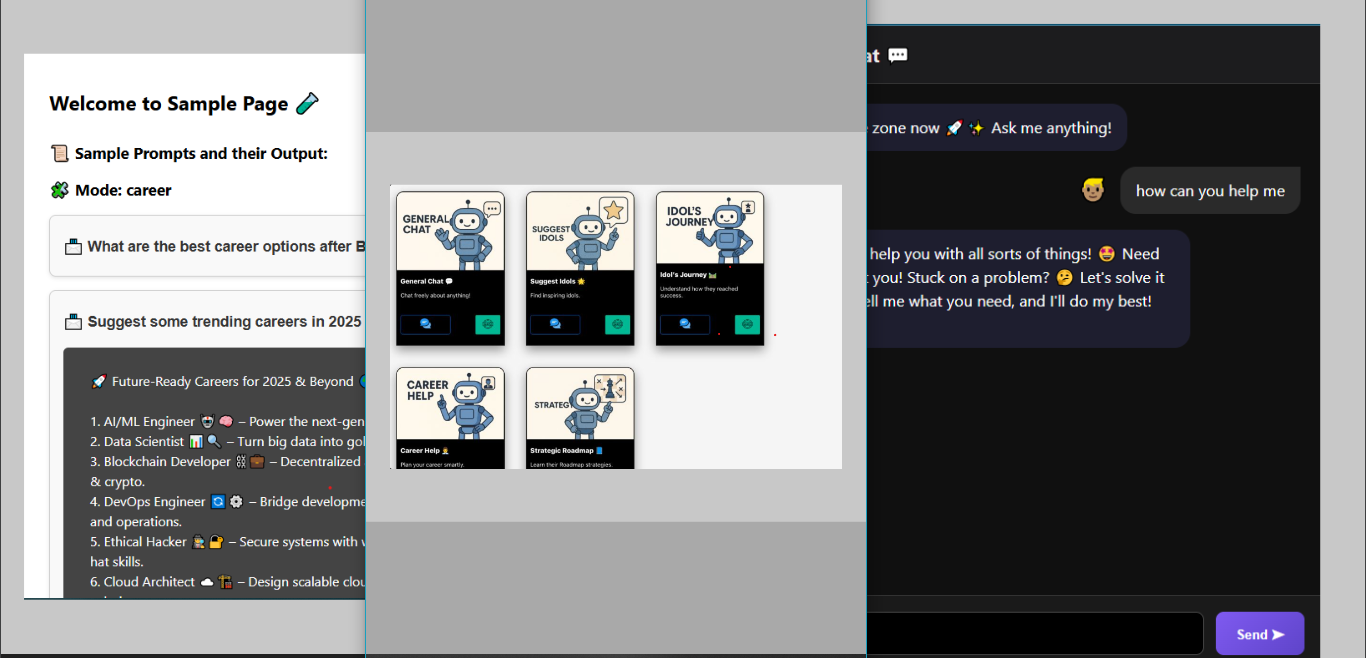 Welcome to Sample Page 🧪
📜 Sample Prompts and their Output:
🧩 Mode: career
What are the best career options after B
Suggest some trending careers in 2025
🚀 Future-Ready Careers for 2025 & Beyond
1. AI/ML Engineer 🤖🧠 – Power the next-gen
2. Data Scientist 📊🔍 – Turn big data into gol
3. Blockchain Developer ⛓️💼 – Decentralized
& crypto.
4. DevOps Engineer 🔄⚙️ – Bridge developme
and operations.
5. Ethical Hacker 🕵️🔐 – Secure systems with w
hat skills.
6. Cloud Architect ☁️🏗️ – Design scalable clou
GENERAL
CHAT
General Chat 💬
Chat freely about anything!
SUGGEST
IDOLS
Suggest Idols 🌟
Find inspiring idols.
IDOL'S
JOURNEY
Idol's Journey 🛤️
Understand how they reached
success.
CAREER
HELP
Career Help
Plan your career smartly.
STRATEG
Strategic Roadmap 📘
Learn their Roadmap strategies.
at 💬
zone now 🚀 ✨ Ask me anything!
how can you help me
help you with all sorts of things! 🤩 Need
you! Stuck on a problem? 🤔 Let's solve it
ell me what you need, and I'll do my best!
Send ➤